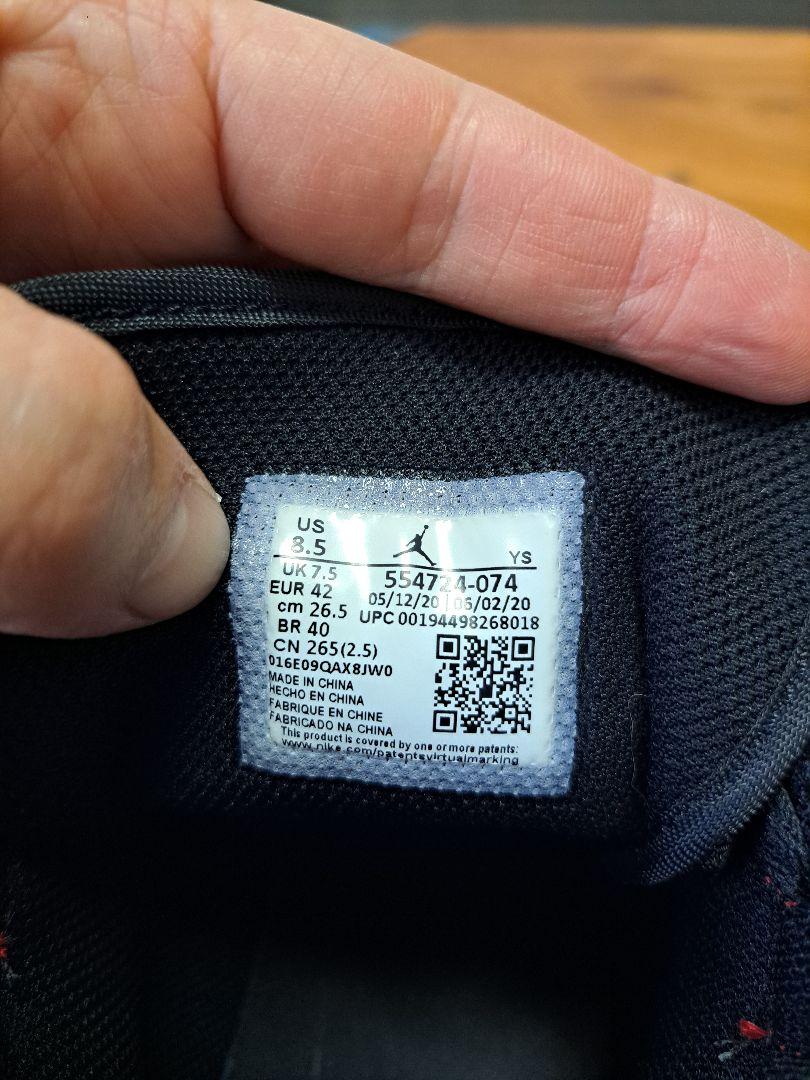 US
8.5
YS
UK 7.5
554724-074
EUR 42
05/12/20 06/02/20
cm 26.5
UPC 00194498268018
BR 40
CN 265(2.5)
016E09QAX8JW0
MADE IN CHINA
HECHO EN CHINA
FABRIQUE EN CHINE
FABRICADO NA CHINA
This product is covered by one or more patents:
www.nike.com/patentsvirtualmarking